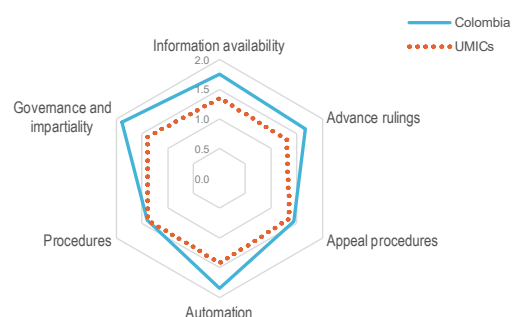 Colombia
UMICs
Information availability
2.0
1.5
1.0
0.5
0.0
Governance and
impartiality
Advance rulings
Procedures
Appeal procedures
Automation